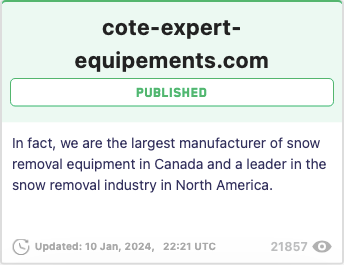 cote-expert-
equipements.com
PUBLISHED
In fact, we are the largest manufacturer of snow
removal equipment in Canada and a leader in the
snow removal industry in North America.
Updated: 10 Jan, 2024, 22:21 UTC 21857